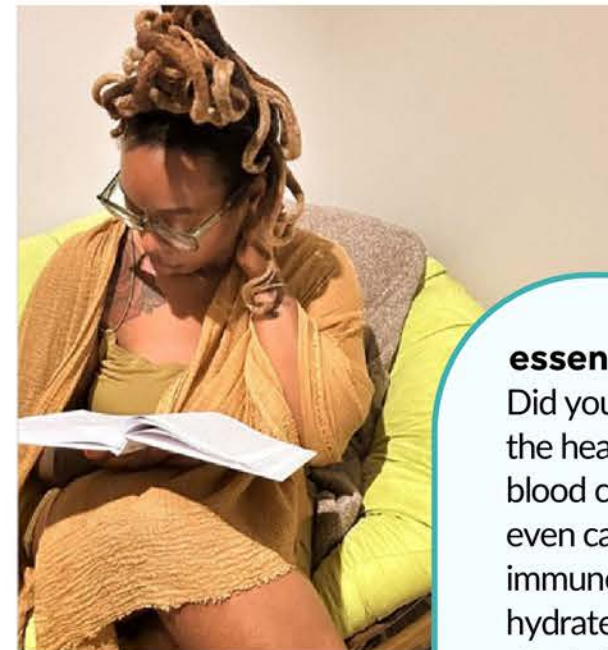 essen
Did you
the hea
blood c
even ca
immune
hydrate